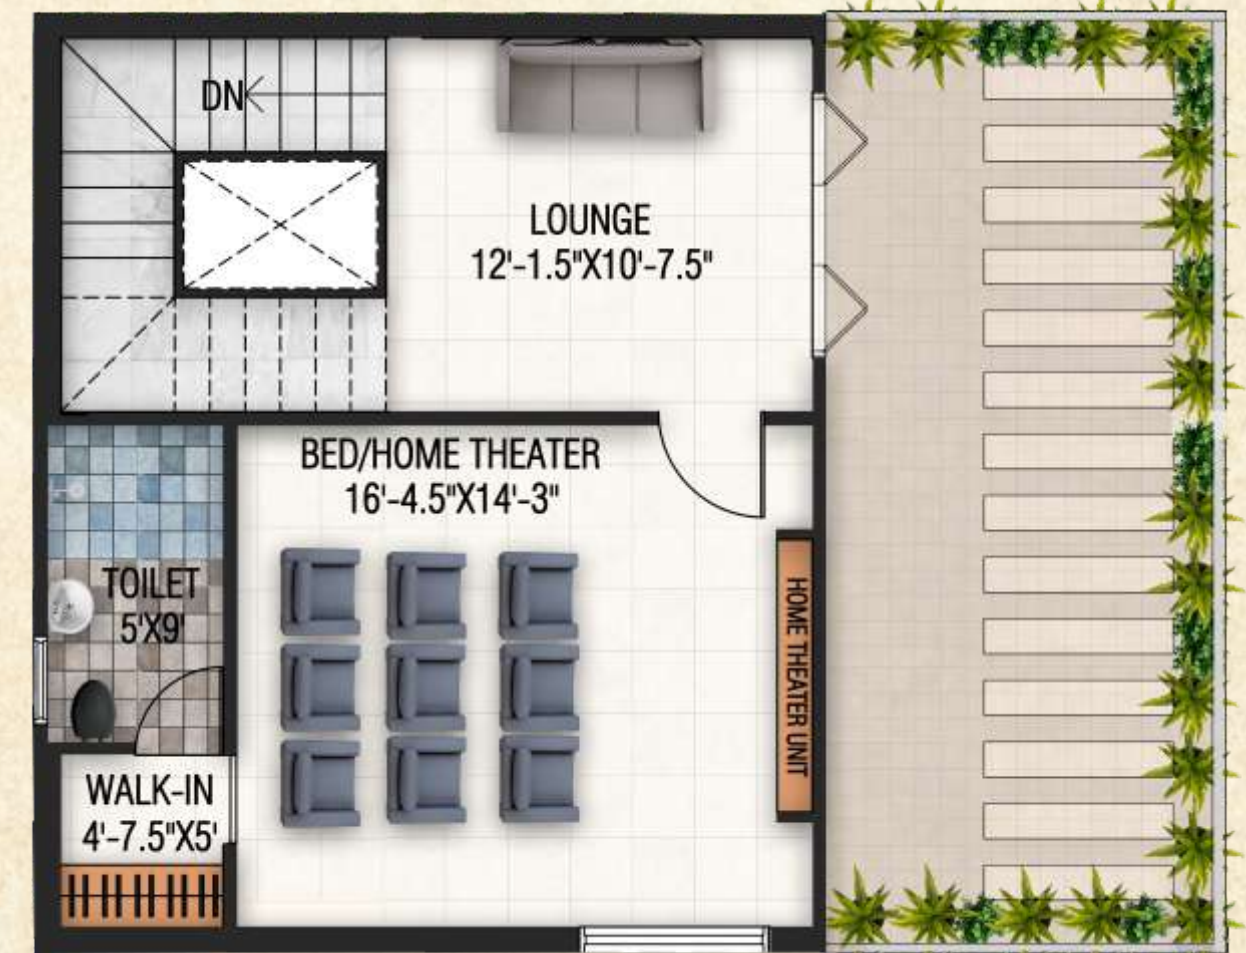 DN
LOUNGE
12'-1.5"X10'-7.5"
BED/HOME THEATER
16'-4.5"X14'-3"
TOILET
5'X9'
HOME THEATER UNIT
WALK-IN
4'-7.5"X5'